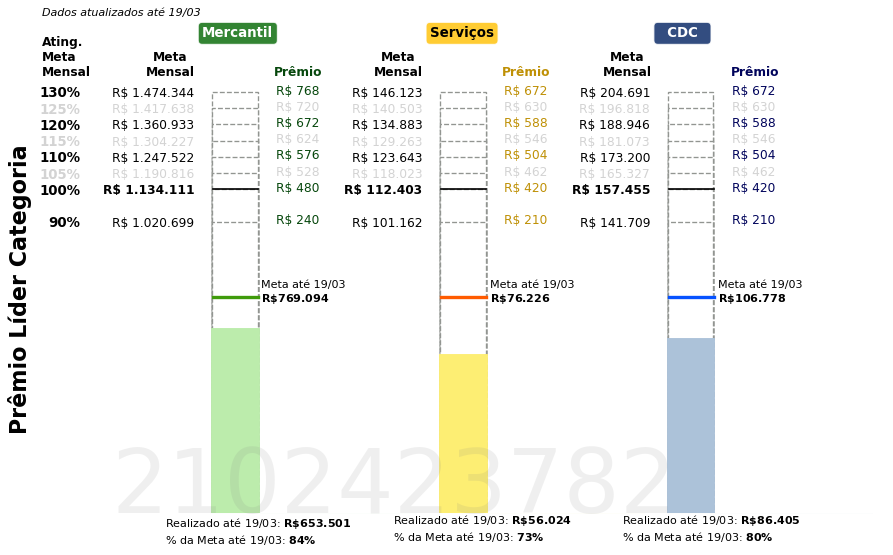 Dados atualizados até 19/03
Mercantil Serviços CDC
Ating.
Meta Meta Meta Meta
Mensal Mensal Prêmio Mensal Prêmio Mensal Prêmio
130% R$ 1.474.344 R$ 768 R$ 146.123 R$ 672 R$ 204.691 R$ 672
125% R$ 1.417.638 R$ 720 R$ 140.503 R$ 630 R$ 196.818 R$ 630
120% R$ 1.360.933 R$ 672 R$ 134.883 R$ 588 R$ 188.946 R$ 588
115% R$ 1.304.227 R$ 624 R$ 129.263 R$ 546 R$ 181.073 R$ 546
110% R$ 1.247.522 R$ 576 R$ 123.643 R$ 504 R$ 173.200 R$ 504
105% R$ 1.190.816 R$ 528 R$ 118.023 R$ 462 R$ 165.327 R$ 462
100% R$ 1.134.111 R$ 480 R$ 112.403 R$ 420 R$ 157.455 R$ 420
90% R$ 1.020.699 R$ 240 R$ 101.162 R$ 210 R$ 141.709 R$ 210
Meta até 19/03 Meta até 19/03 Meta até 19/03
R$769.094 R$76.226 R$106.778
Prêmio Líder Categoria
2102423782
Realizado até 19/03: R$653.501 Realizado até 19/03: R$56.024 Realizado até 19/03: R$86.405
% da Meta até 19/03: 84% % da Meta até 19/03: 73% % da Meta até 19/03: 80%